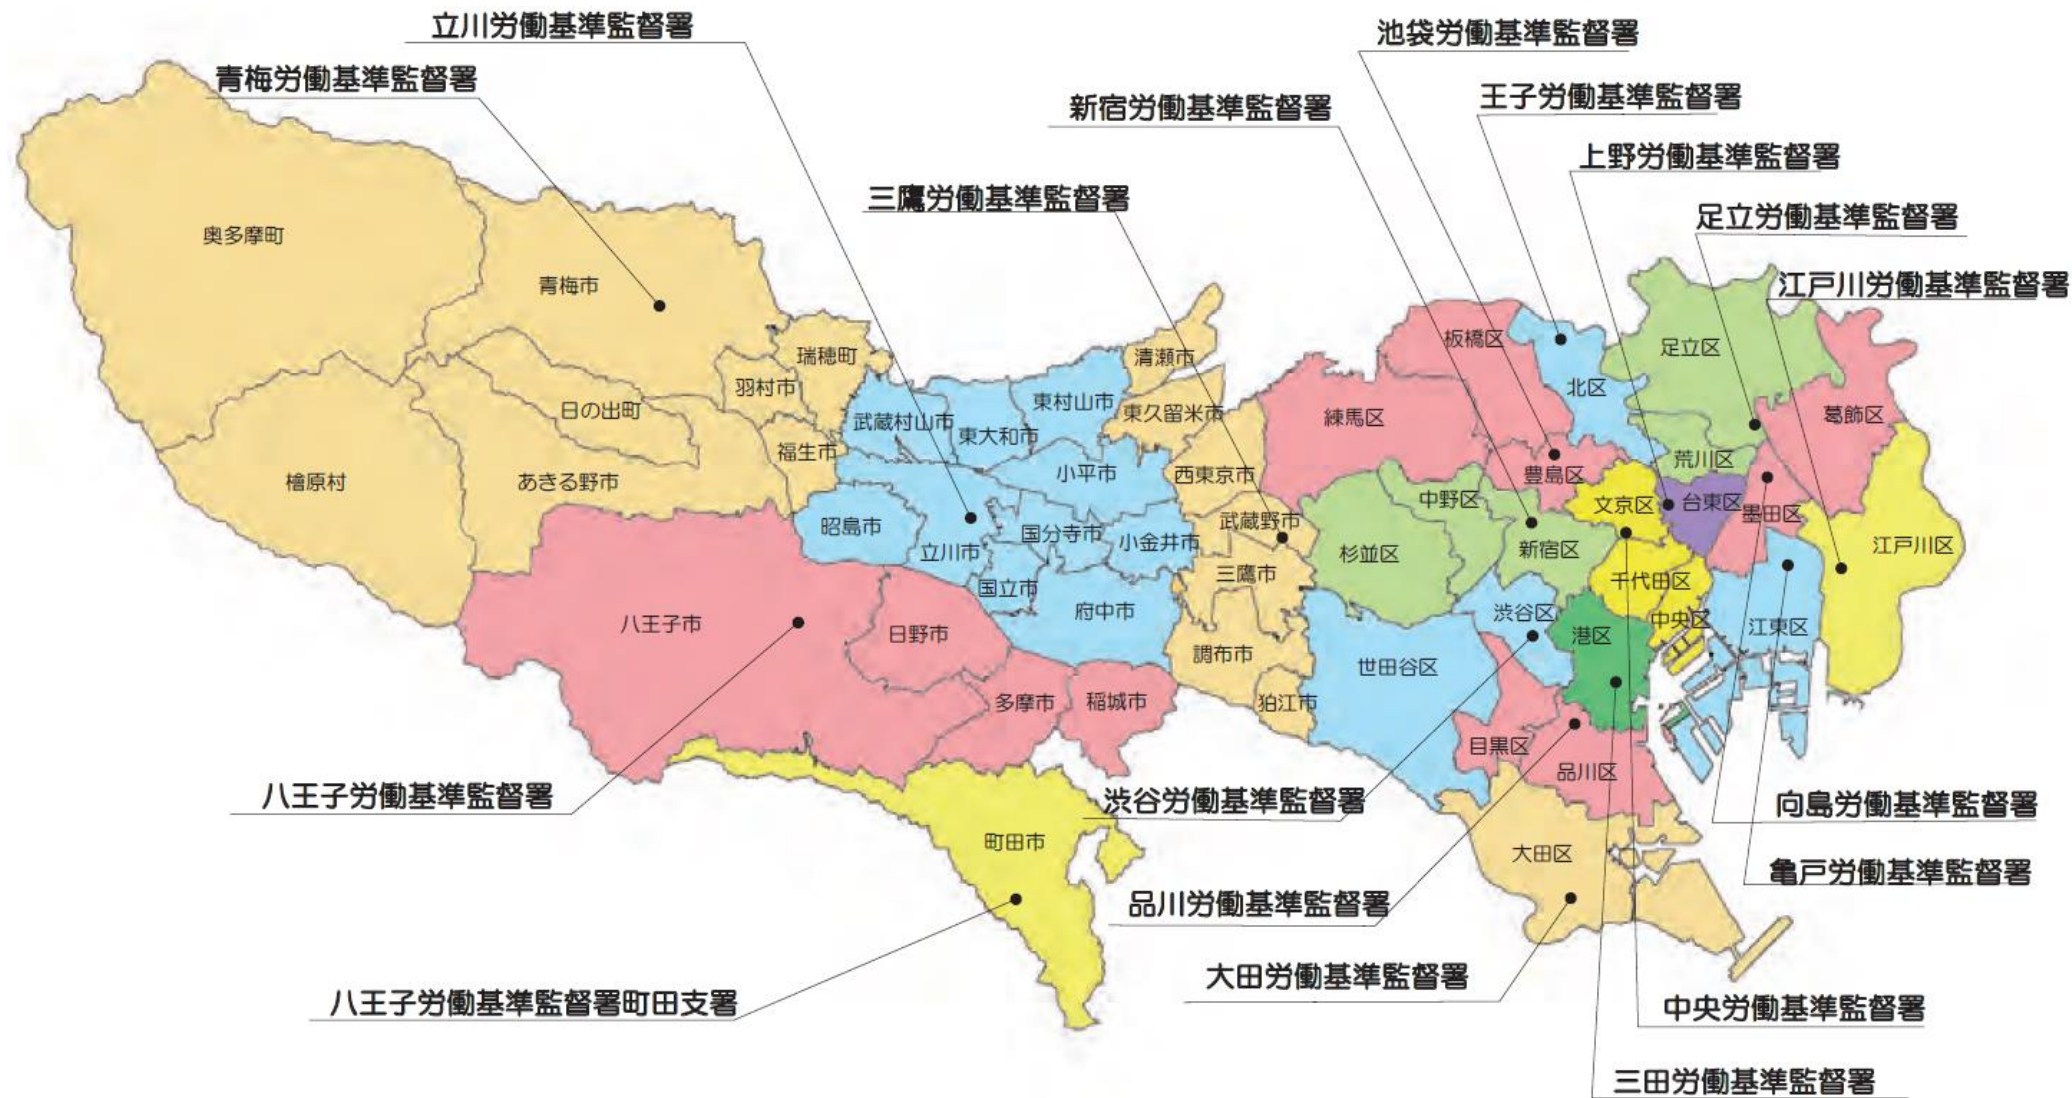 立川労働基準監督署
池袋労働基準監督署
青梅労働基準監督署
新宿労働基準監督署
王子労働基準監督署
上野労働基準監督署
三鷹労働基準監督署
足立労働基準監督署
江戸川労働基準監督署
奥多摩町
青梅市
瑞穂町
羽村市
日の出町
福生市
檜原村
あきる野市
武蔵村山市
東大和市
東村山市
清瀬市
東久留米市
小平市
西東京市
昭島市
立川市
国分寺市
小金井市
武蔵野市
国立市
府中市
三鷹市
調布市
狛江市
八王子市
日野市
多摩市
稲城市
町田市
板橋区
練馬区
北区
足立区
葛飾区
荒川区
豊島区
中野区
文京区
台東区
墨田区
杉並区
新宿区
千代田区
江戸川区
渋谷区
港区
中央区
江東区
世田谷区
目黒区
品川区
大田区
八王子労働基準監督署
渋谷労働基準監督署
向島労働基準監督署
亀戸労働基準監督署
品川労働基準監督署
大田労働基準監督署
八王子労働基準監督署町田支署
中央労働基準監督署
三田労働基準監督署